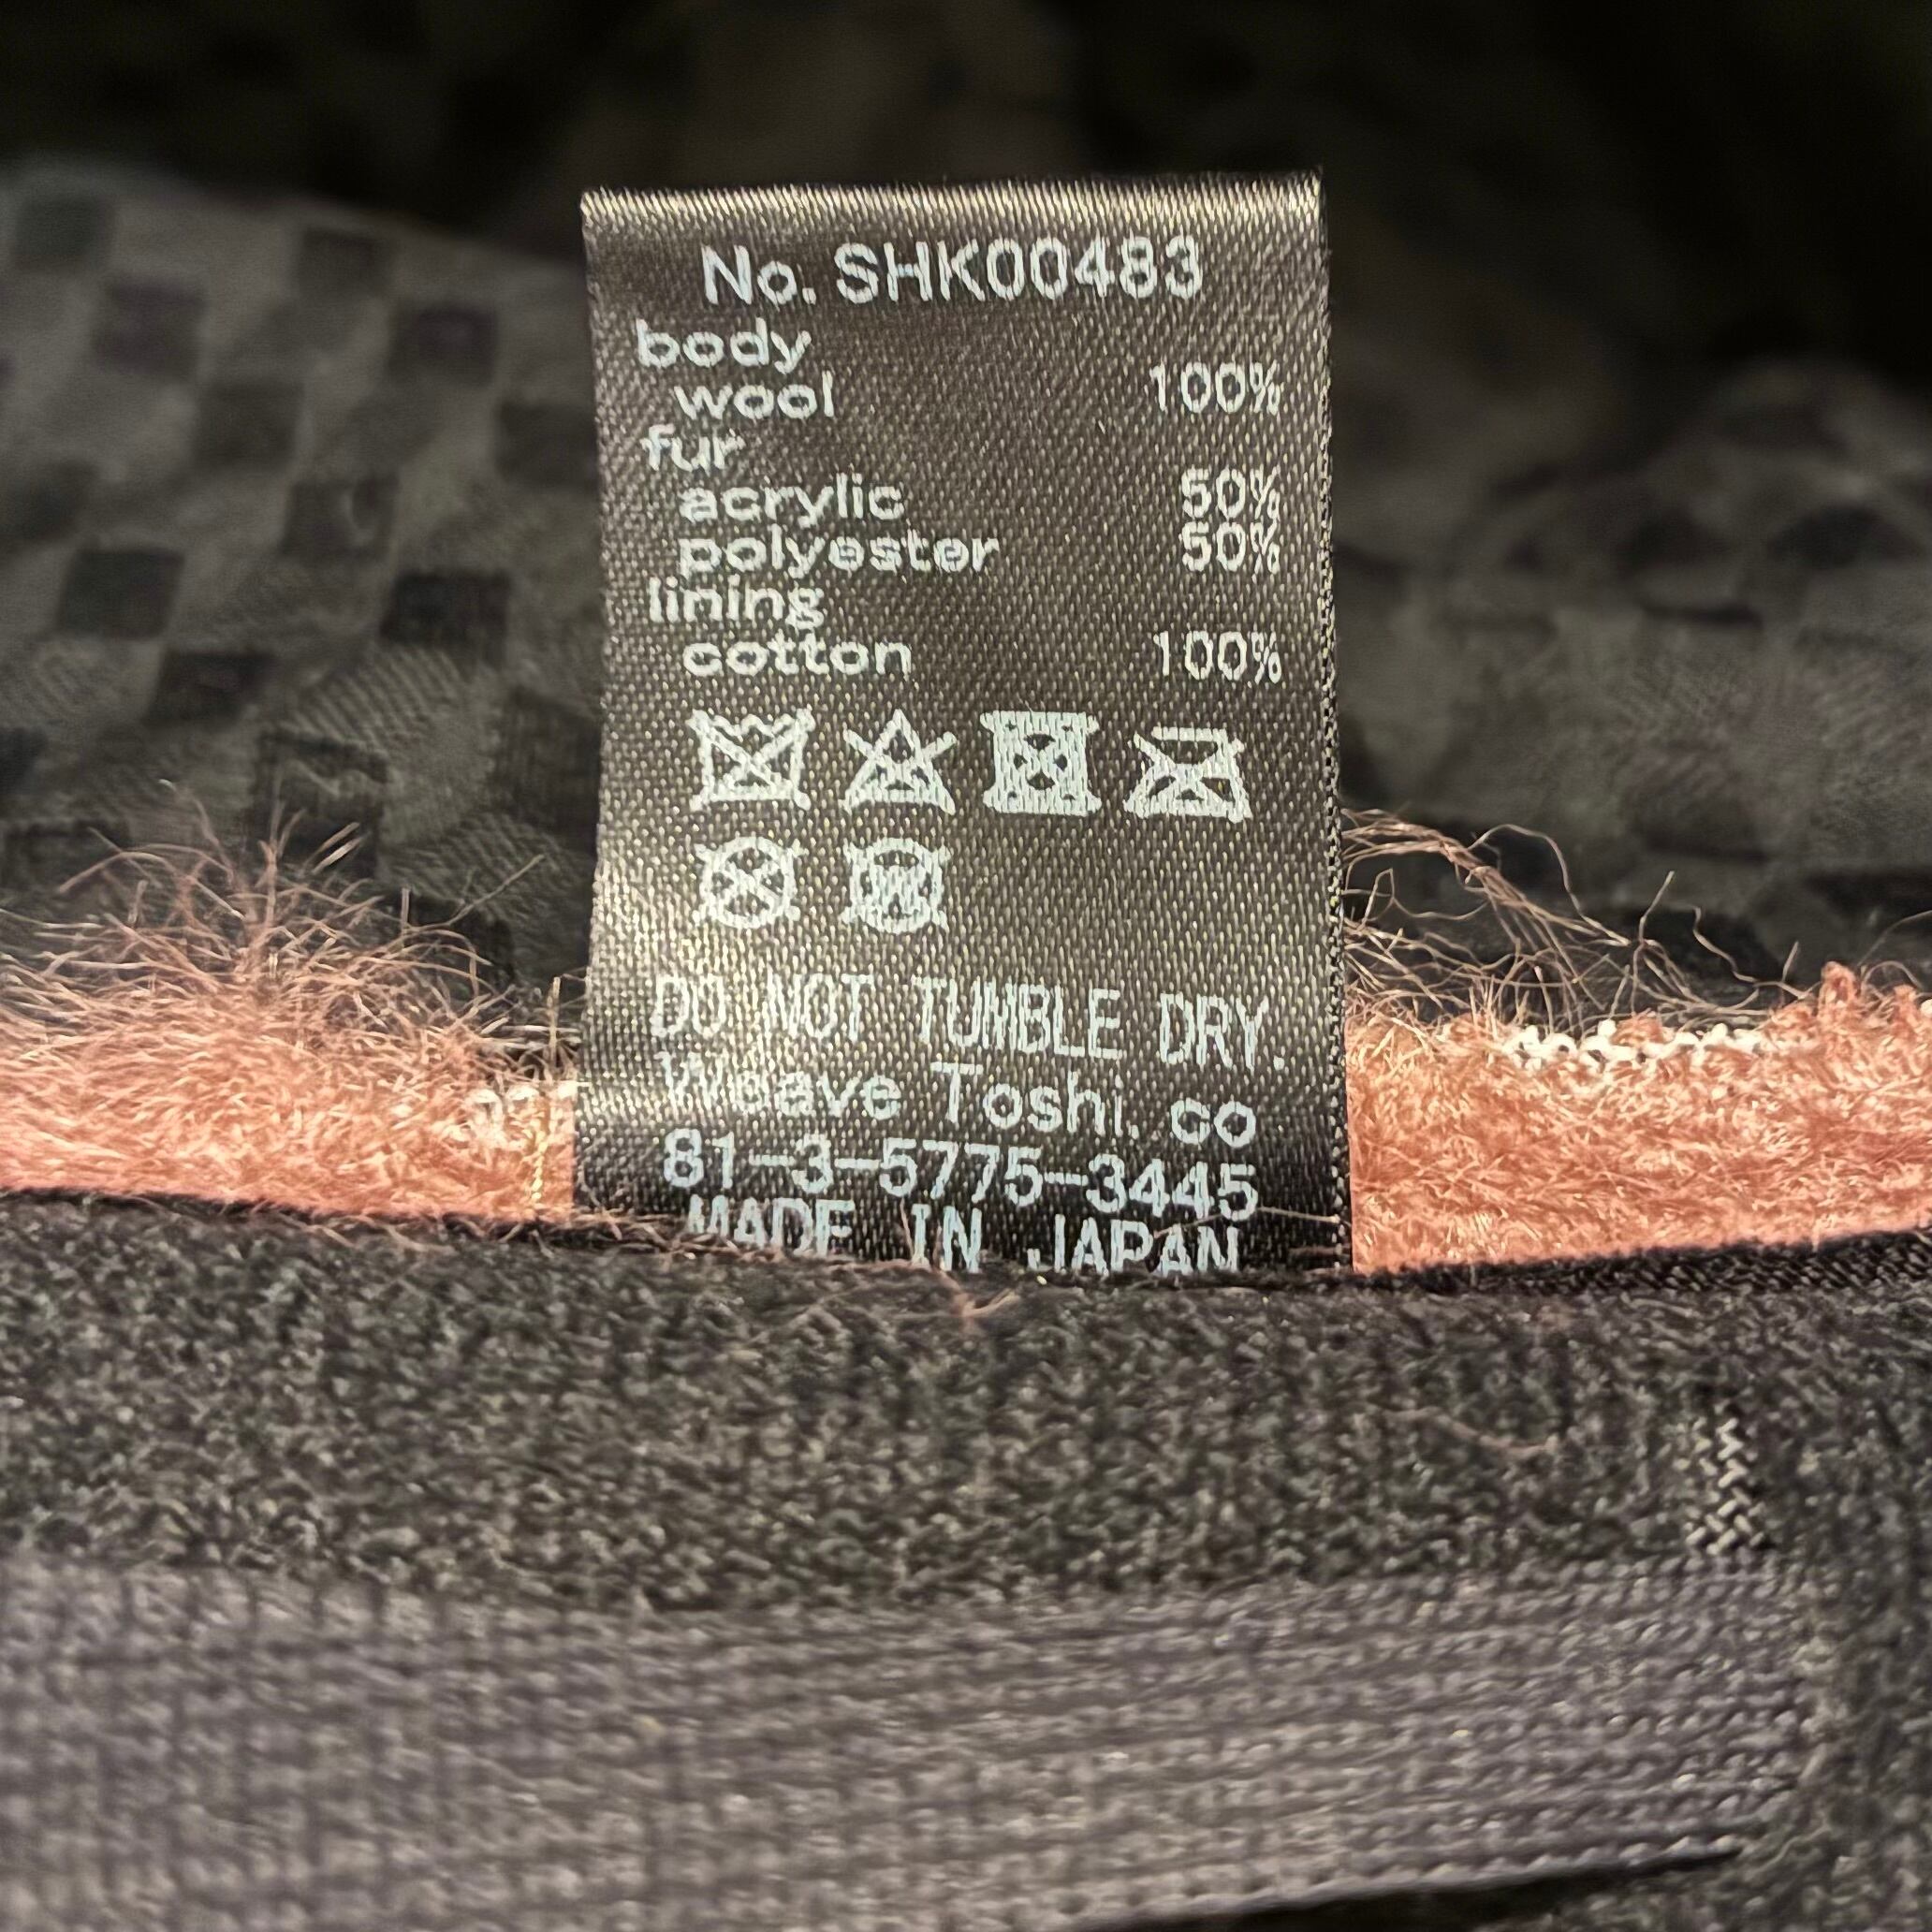 No. SHK00483
body
wool 100%
fur
acrylic 50%
polyester 50%
lining
cotton 100%
W
DO NOT TUMBLE DRY.
Weave Toshi. co
81-3-5775-3445
MADE IN JAPAN